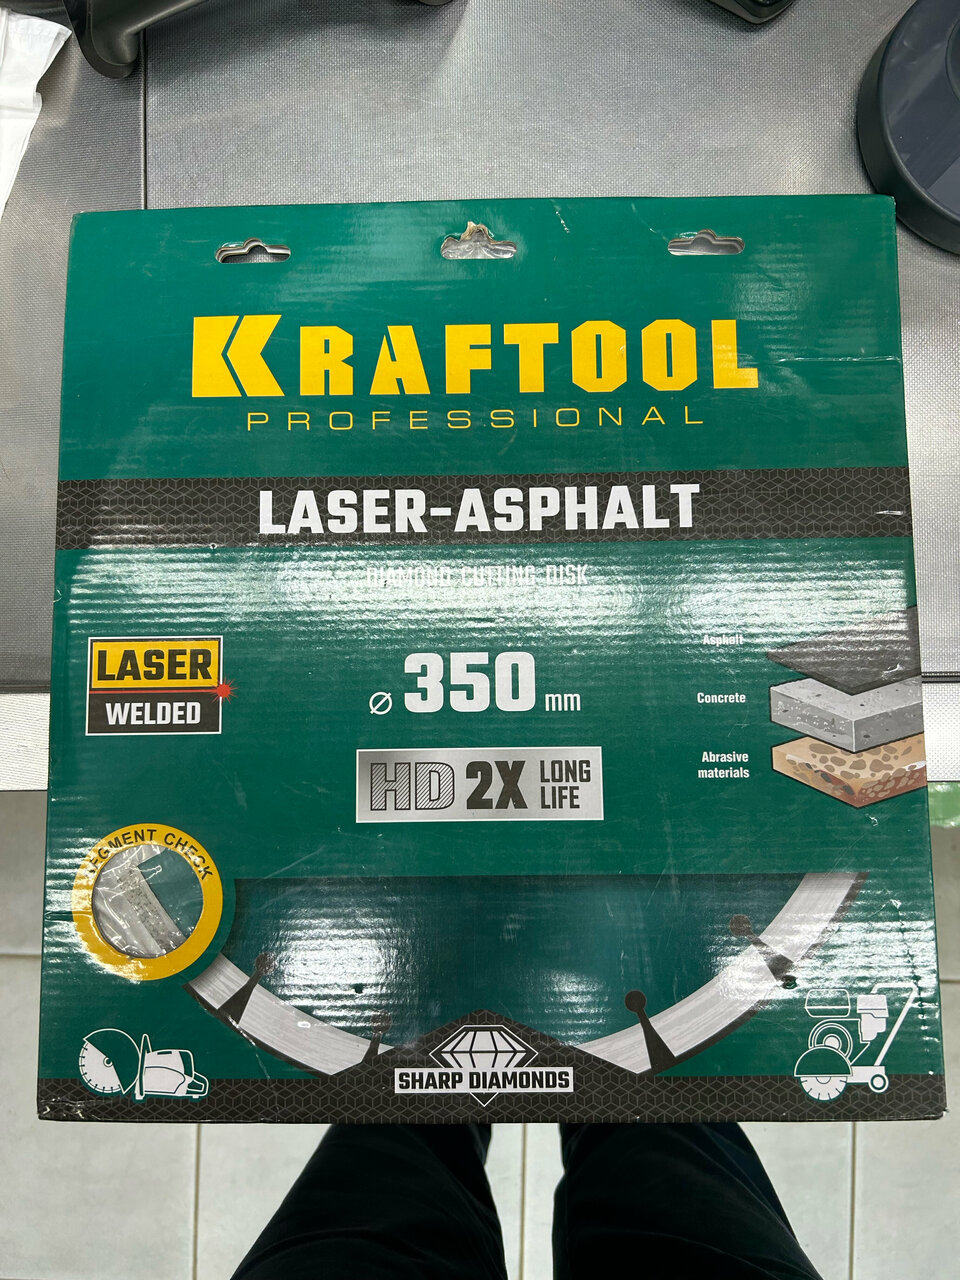 KRAFTOOL
PROFESSIONAL
LASER-ASPHALT
DIAMOND CUTTING DISK
LASER
WELDED
Ø 350 mm
HD 2X LONG LIFE
Asphalt
Concrete
Abrasive
materials
SEGMENT CHECK
SHARP DIAMONDS